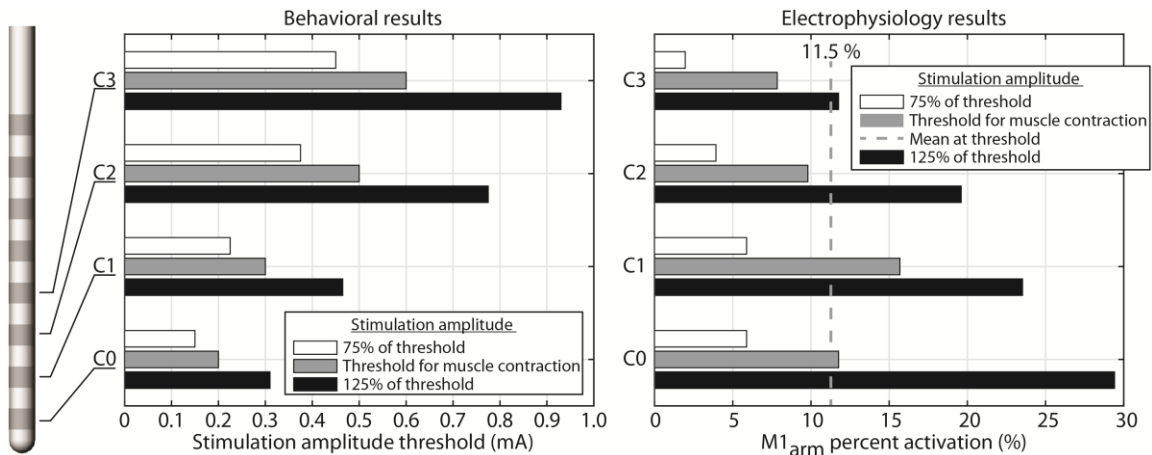 Behavioral results
C3
C2
C1
C0
Stimulation amplitude
75% of threshold
Threshold for muscle contraction
125% of threshold
0 0.1 0.2 0.3 0.4 0.5 0.6 0.7 0.8 0.9 1.0
Stimulation amplitude threshold (mA)
Electrophysiology results
11.5 %
C3
C2
C1
C0
Stimulation amplitude
75% of threshold
Threshold for muscle contraction
Mean at threshold
125% of threshold
0 5 10 15 20 25 30
M1arm percent activation (%)